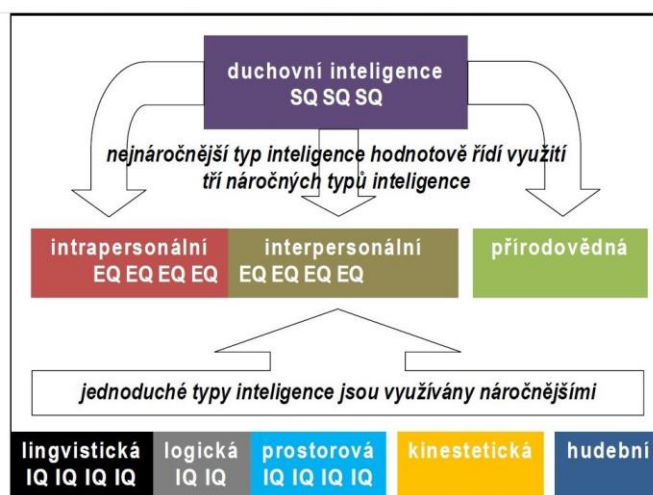 duchovní inteligence
SQ SQ SQ
nejnáročnější typ inteligence hodnotově řídí využití
tří náročných typů inteligence
intrapersonální
EQ EQ EQ EQ
interpersonální
EQ EQ EQ EQ
přírodovědná
jednoduché typy inteligence jsou využívány náročnějšími
lingvistická
IQ IQ IQ IQ
logická
IQ IQ
prostorová
IQ IQ IQ IQ
kinestetická
hudební